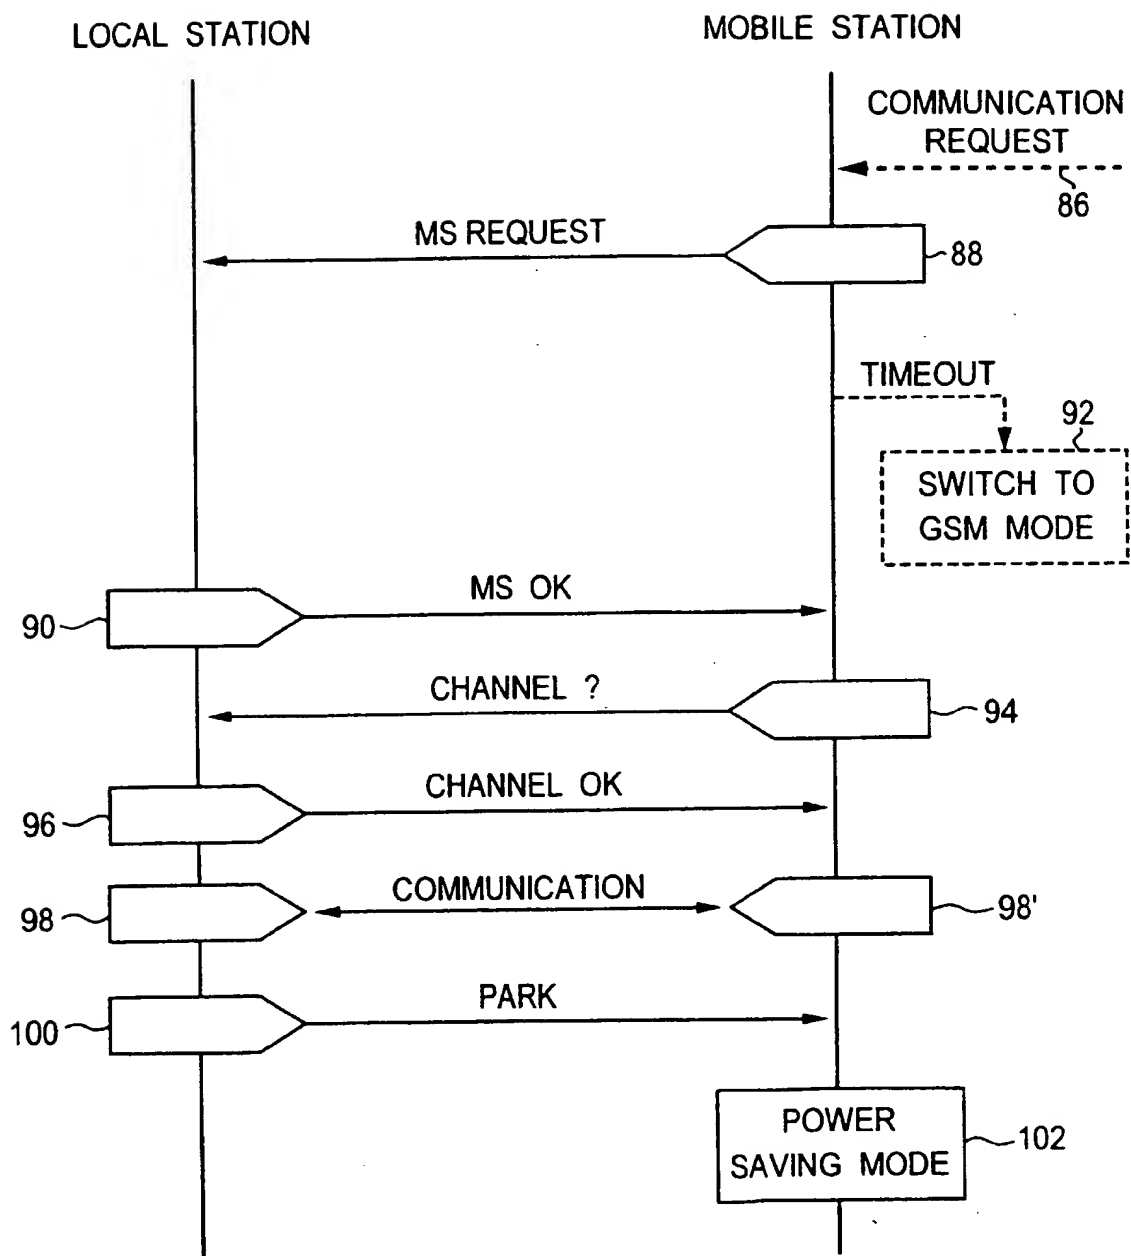 LOCAL STATION
MOBILE STATION
COMMUNICATION
REQUEST
86
MS REQUEST
88
TIMEOUT
92
SWITCH TO
GSM MODE
MS OK
90
CHANNEL ?
94
CHANNEL OK
96
COMMUNICATION
98
98'
PARK
100
POWER
SAVING MODE
102